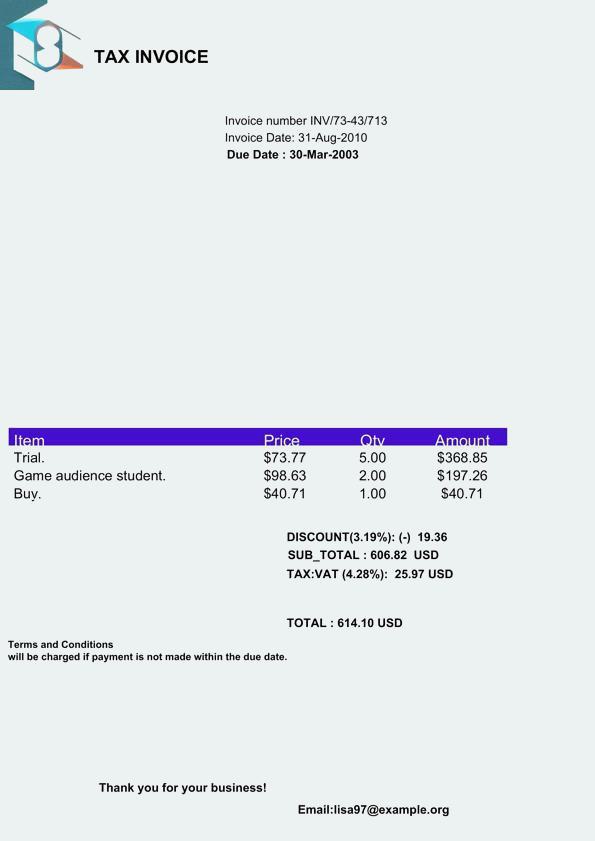 TAX INVOICE
Invoice number INV/73-43/713
Invoice Date: 31-Aug-2010
Due Date : 30-Mar-2003
Item Price Qty Amount
Trial. $73.77 5.00 $368.85
Game audience student. $98.63 2.00 $197.26
Buy. $40.71 1.00 $40.71
DISCOUNT(3.19%): (-) 19.36
SUB_TOTAL : 606.82 USD
TAX:VAT (4.28%): 25.97 USD
TOTAL : 614.10 USD
Terms and Conditions
will be charged if payment is not made within the due date.
Thank you for your business!
Email:lisa97@example.org